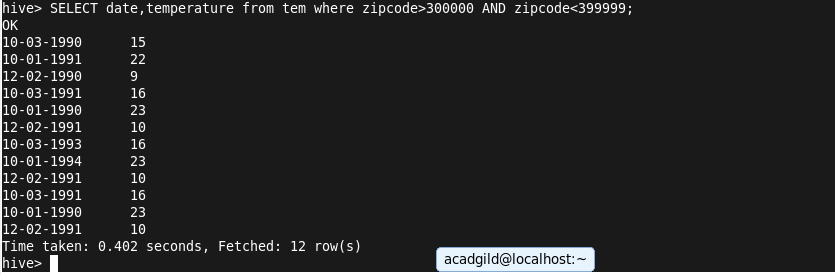 hive> SELECT date,temperature from tem where zipcode>300000 AND zipcode<399999;
OK
10-03-1990      15
10-01-1991      22
12-02-1990      9
10-03-1991      16
10-01-1990      23
12-02-1991      10
10-03-1993      16
10-01-1994      23
12-02-1991      10
10-03-1991      16
10-01-1990      23
12-02-1991      10
Time taken: 0.402 seconds, Fetched: 12 row(s)
hive>
acadgild@localhost:~